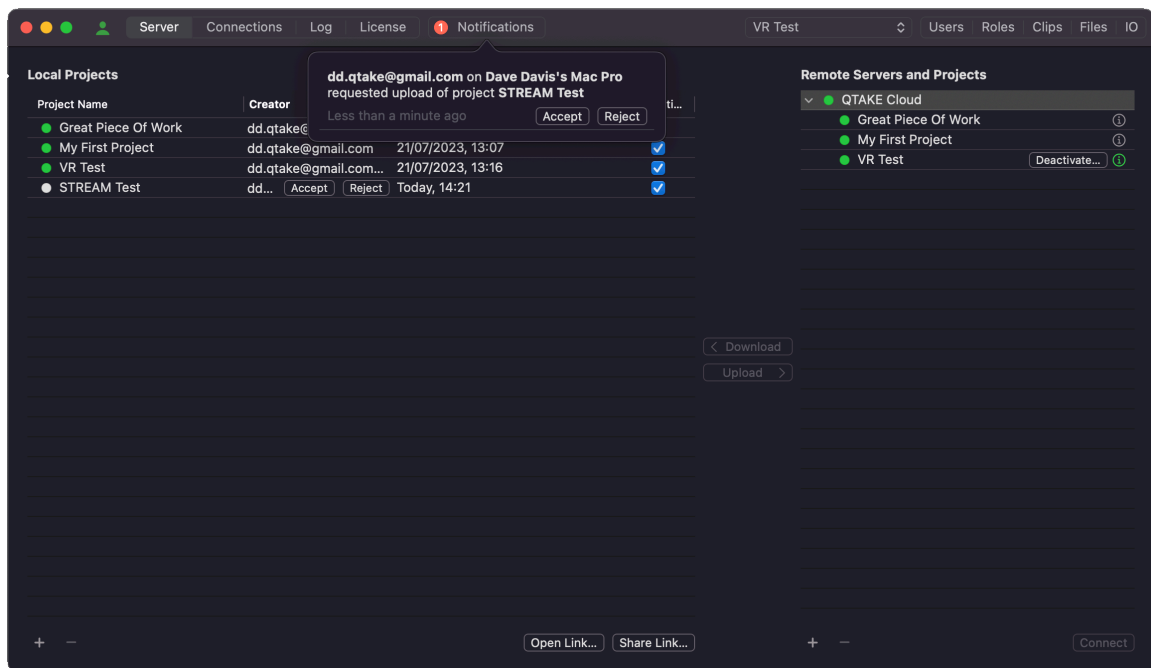 Server
Connections
Log
License
1
Notifications
VR Test
Users
Roles
Clips
Files
IO
dd.qtake@gmail.com on Dave Davis's Mac Pro
requested upload of project STREAM Test
Less than a minute ago
Accept
Reject
Local Projects
Project Name
Creator
Great Piece Of Work
My First Project
dd.qtake@gmail.com
21/07/2023, 13:07
VR Test
dd.qtake@gmail.com...
21/07/2023, 13:16
STREAM Test
dd...
Accept
Reject
Today, 14:21
< Download
Upload >
Remote Servers and Projects
QTAKE Cloud
Great Piece Of Work
My First Project
VR Test
Deactivate...
+
−
Open Link...
Share Link...
+
−
Connect